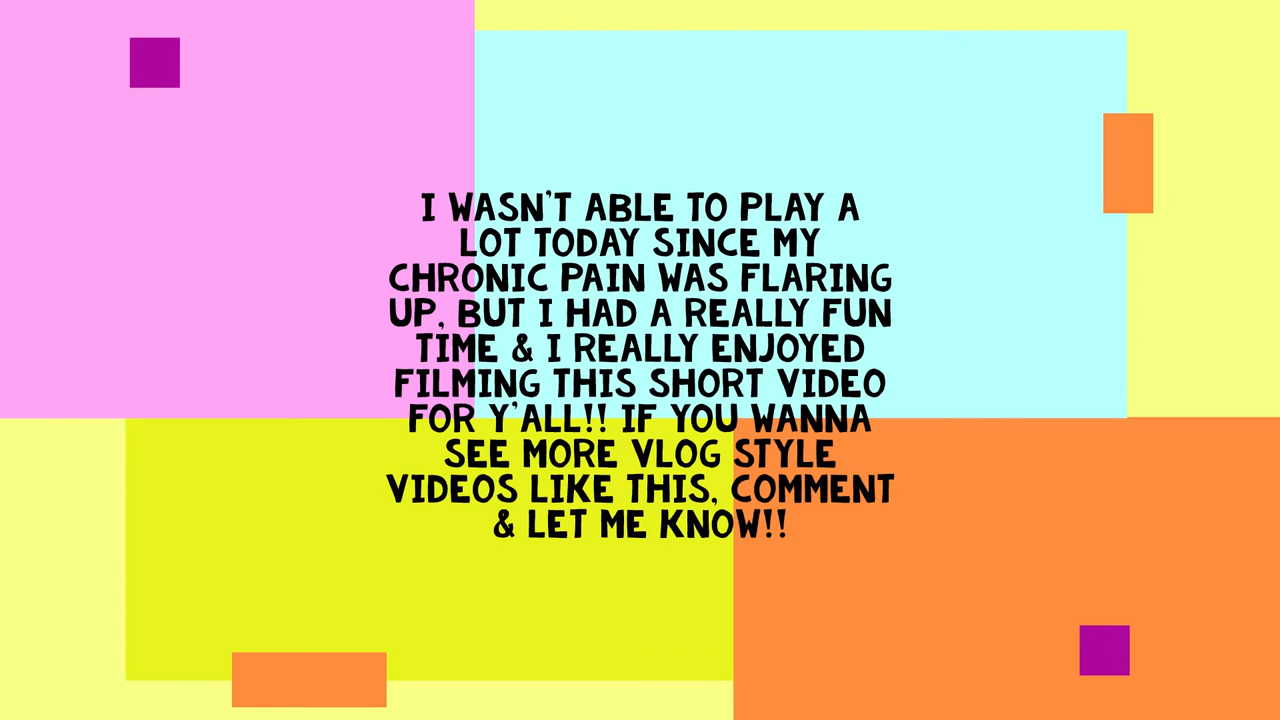 I WASN'T ABLE TO PLAY A
LOT TODAY SINCE MY
CHRONIC PAIN WAS FLARING
UP, BUT I HAD A REALLY FUN
TIME & I REALLY ENJOYED
FILMING THIS SHORT VIDEO
FOR Y'ALL!! IF YOU WANNA
SEE MORE VLOG STYLE
VIDEOS LIKE THIS, COMMENT
& LET ME KNOW!!